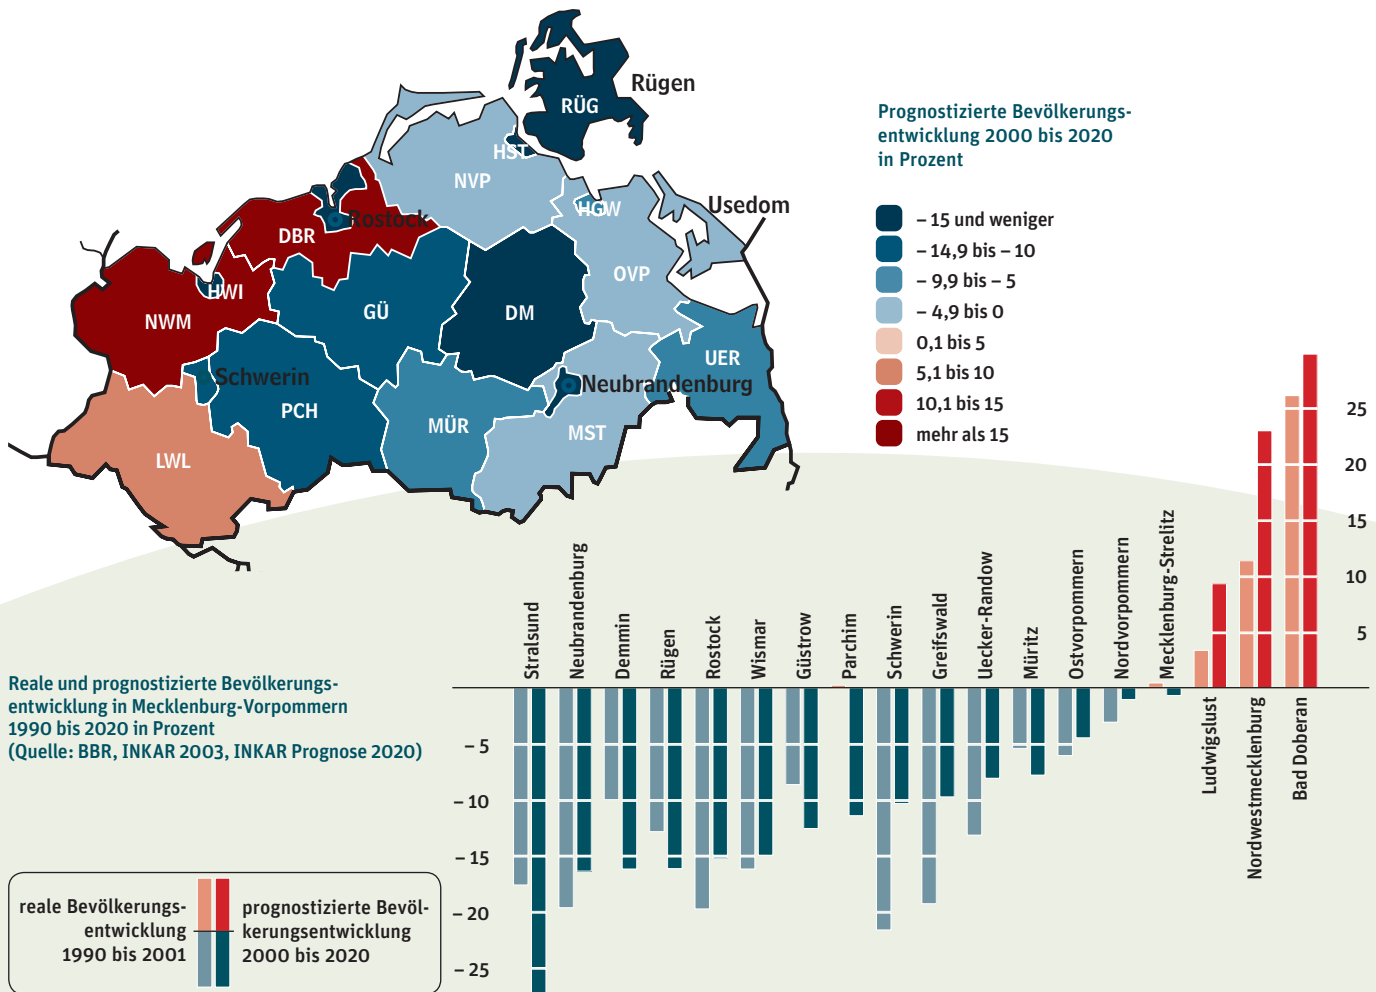 Rügen
RÜG
HST
NVP
HGW
Usedom
Rostock
DBR
OVP
HWI
NWM
GÜ
DM
UER
Schwerin
Neubrandenburg
PCH
MÜR
MST
LWL
Prognostizierte Bevölkerungs-
entwicklung 2000 bis 2020
in Prozent
– 15 und weniger
– 14,9 bis – 10
– 9,9 bis – 5
– 4,9 bis 0
0,1 bis 5
5,1 bis 10
10,1 bis 15
mehr als 15
Reale und prognostizierte Bevölkerungs-
entwicklung in Mecklenburg-Vorpommern
1990 bis 2020 in Prozent
(Quelle: BBR, INKAR 2003, INKAR Prognose 2020)
25
20
15
10
5
– 5
– 10
– 15
– 20
– 25
Stralsund
Neubrandenburg
Demmin
Rügen
Rostock
Wismar
Güstrow
Parchim
Schwerin
Greifswald
Uecker-Randow
Müritz
Ostvorpommern
Nordvorpommern
Mecklenburg-Strelitz
Ludwigslust
Nordwestmecklenburg
Bad Doberan
reale Bevölkerungs-
entwicklung
1990 bis 2001
prognostizierte Bevöl-
kerungsentwicklung
2000 bis 2020